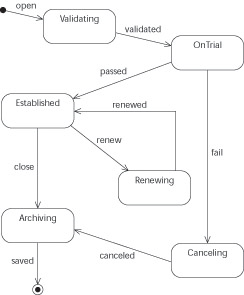 open
Validating
validated
OnTrial
passed
Established
renewed
renew
fail
close
Renewing
Archiving
saved
canceled
Canceling